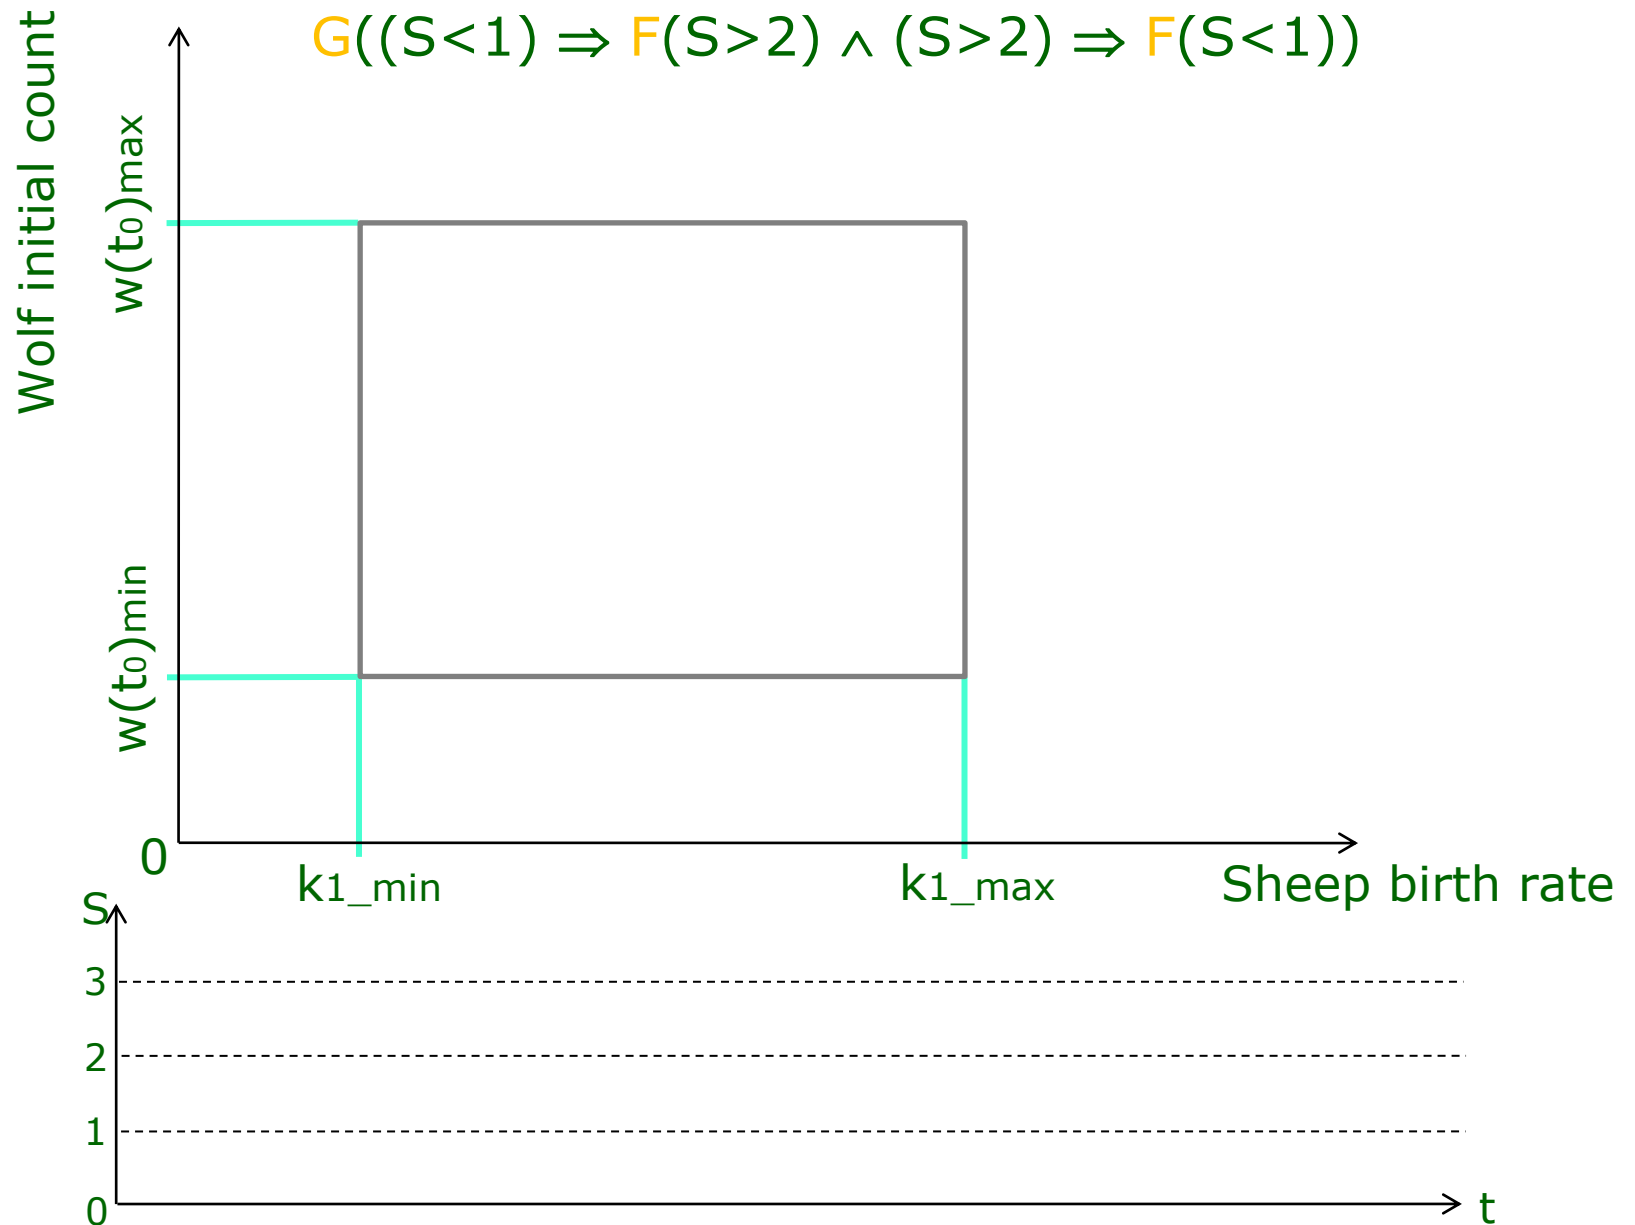 G((S<1) ⇒ F(S>2) ∧ (S>2) ⇒ F(S<1))
Wolf initial count
w(t0)max
w(t0)min
0
k1_min
k1_max
Sheep birth rate
S
3
2
1
0
t